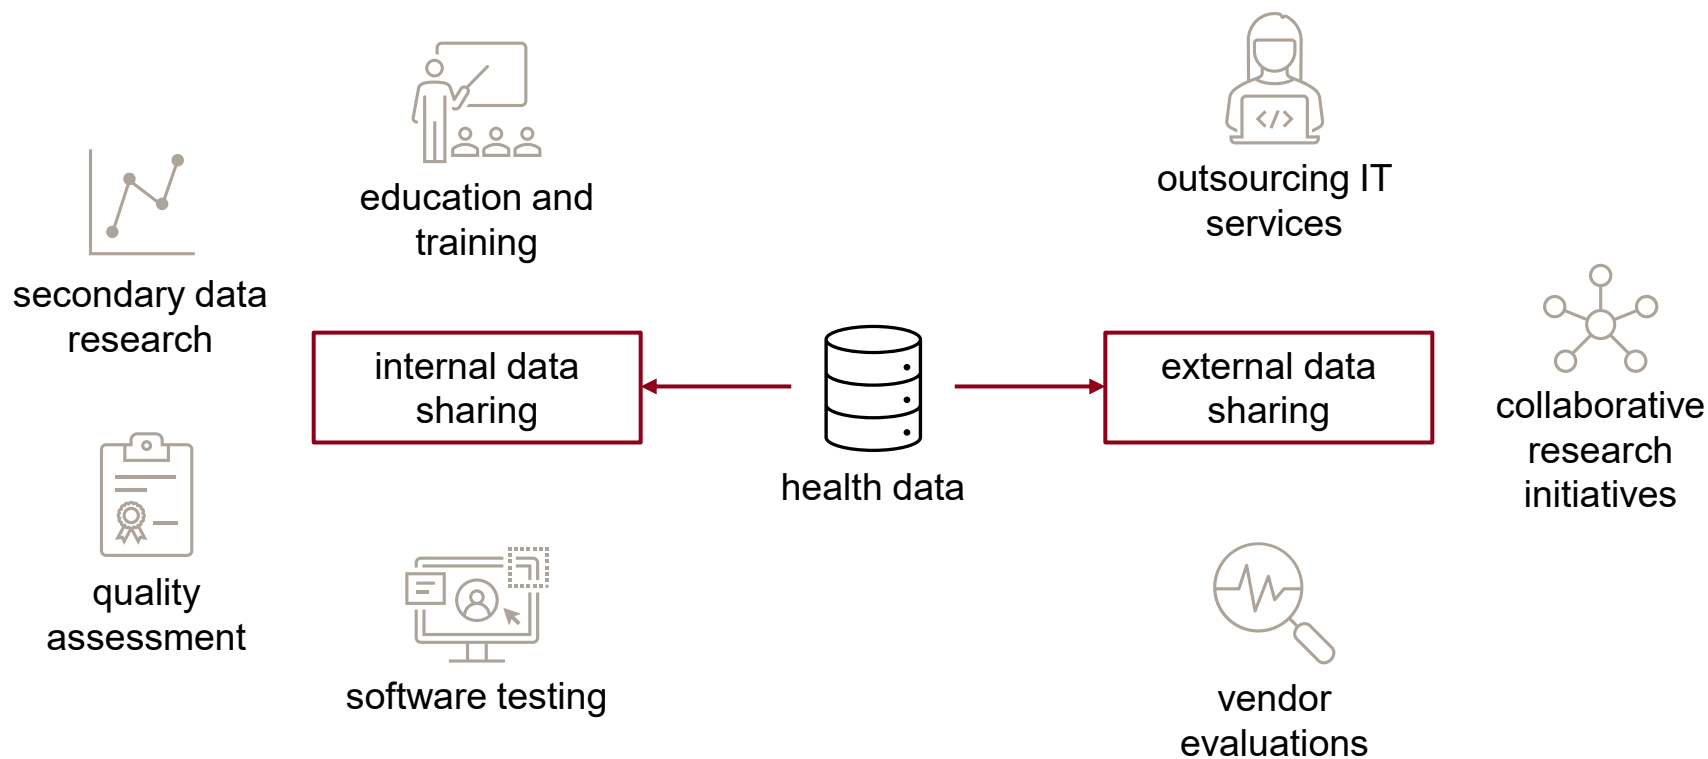 education and
training
outsourcing IT
services
secondary data
research
internal data
sharing
health data
external data
sharing
collaborative
research
initiatives
quality
assessment
software testing
vendor
evaluations